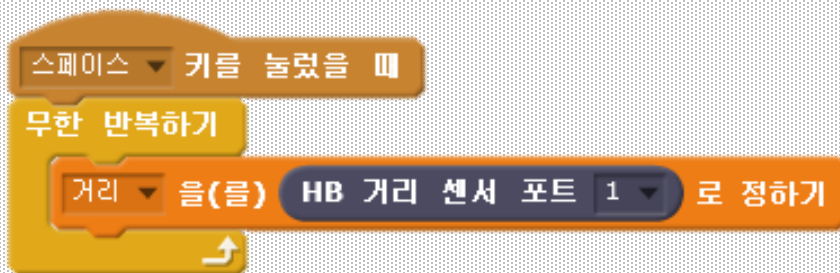 스페이스 키를 눌렀을 때
무한 반복하기
거리 을(를) HB 거리 센서 포트 1 로 정하기